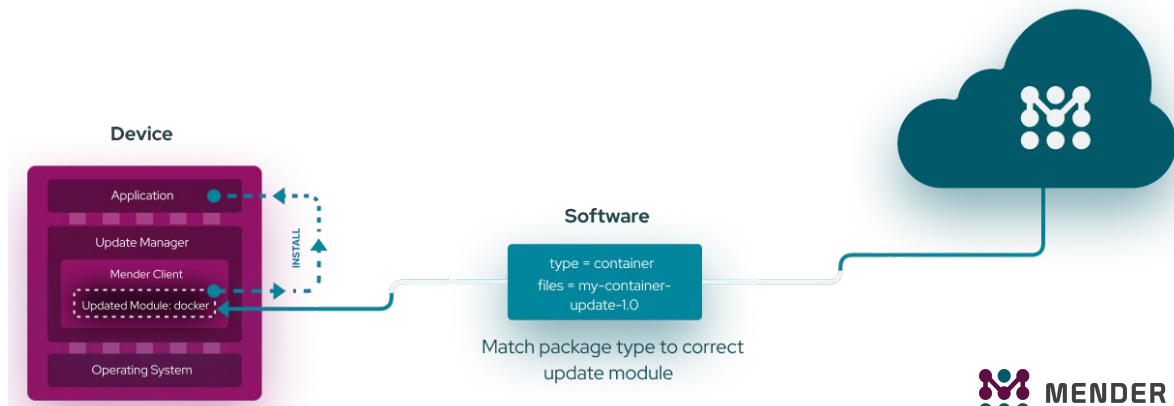 Device
Application
Update Manager
Mender Client
Updated Module: docker
Operating System
INSTALL
Software
type = container
files = my-container-
update-1.0
Match package type to correct
update module
MENDER